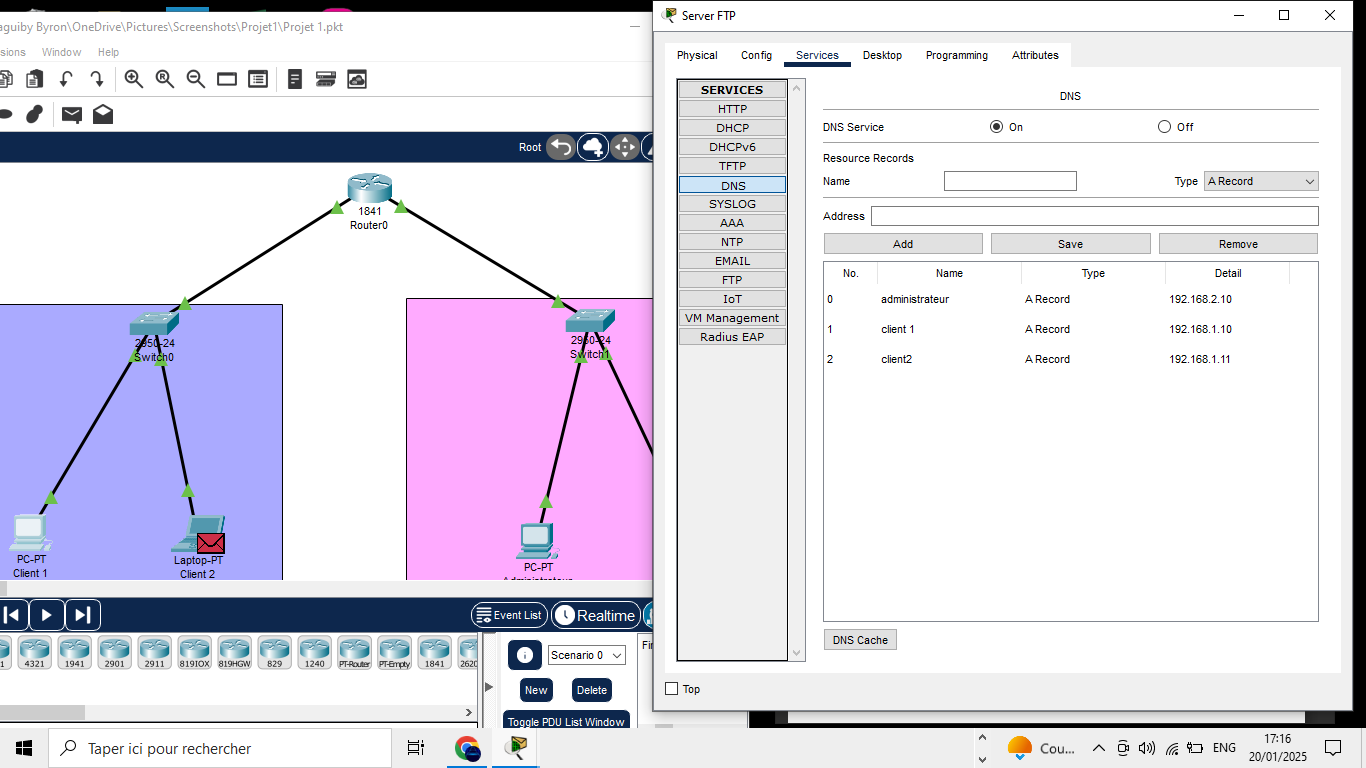 aguiby Byron\OneDrive\Pictures\Screenshots\Projet1\Projet 1.pkt
sions Window Help
Root
1841
Router0
2950-24
Switch0
2950-24
Switch1
PC-PT
Client 1
Laptop-PT
Client 2
PC-PT
Administrateur
Event List
Realtime
4321
1941
2901
2911
819IOX
819HGW
829
1240
PT-Router
PT-Empty
1841
2620
Scenario 0
New
Delete
Toggle PDU List Window
Fir
Server FTP
Physical Config Services Desktop Programming Attributes
SERVICES
HTTP
DHCP
DHCPv6
TFTP
DNS
SYSLOG
AAA
NTP
EMAIL
FTP
IoT
VM Management
Radius EAP
DNS
DNS Service On Off
Resource Records
Name Type A Record
Address
Add Save Remove
No. Name Type Detail
0 administrateur A Record 192.168.2.10
1 client 1 A Record 192.168.1.10
2 client2 A Record 192.168.1.11
DNS Cache
Top
Taper ici pour rechercher
Cou...
ENG
17:16
20/01/2025